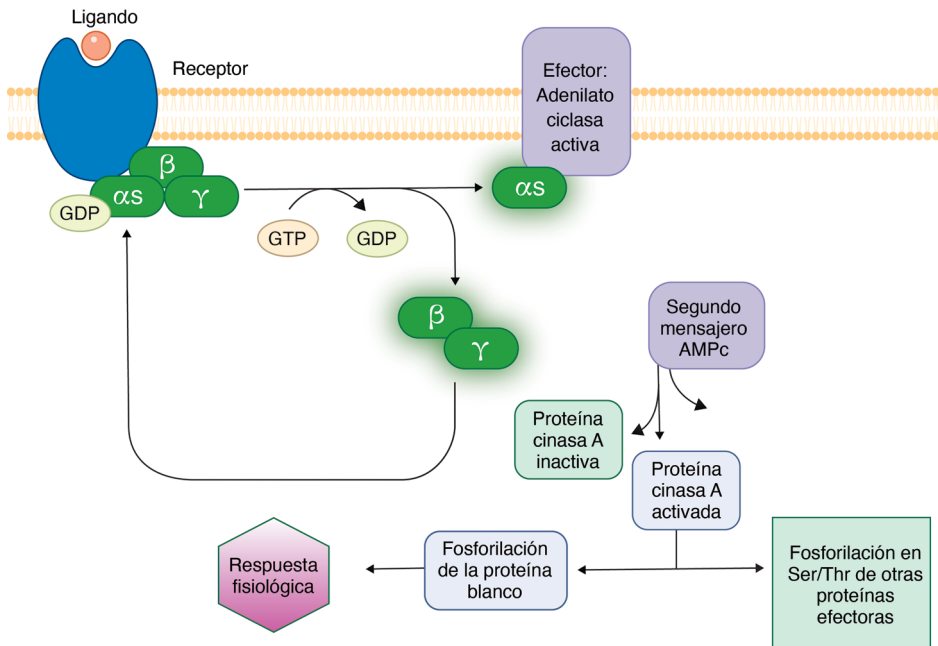 Ligando
Receptor
Efector:
Adenilato
ciclasa
activa
β
αs
γ
GDP
αs
GTP
GDP
β
γ
Segundo
mensajero
AMPc
Proteína
cinasa A
inactiva
Proteína
cinasa A
activada
Respuesta
fisiológica
Fosforilación
de la proteína
blanco
Fosforilación en
Ser/Thr de otras
proteínas
efectoras